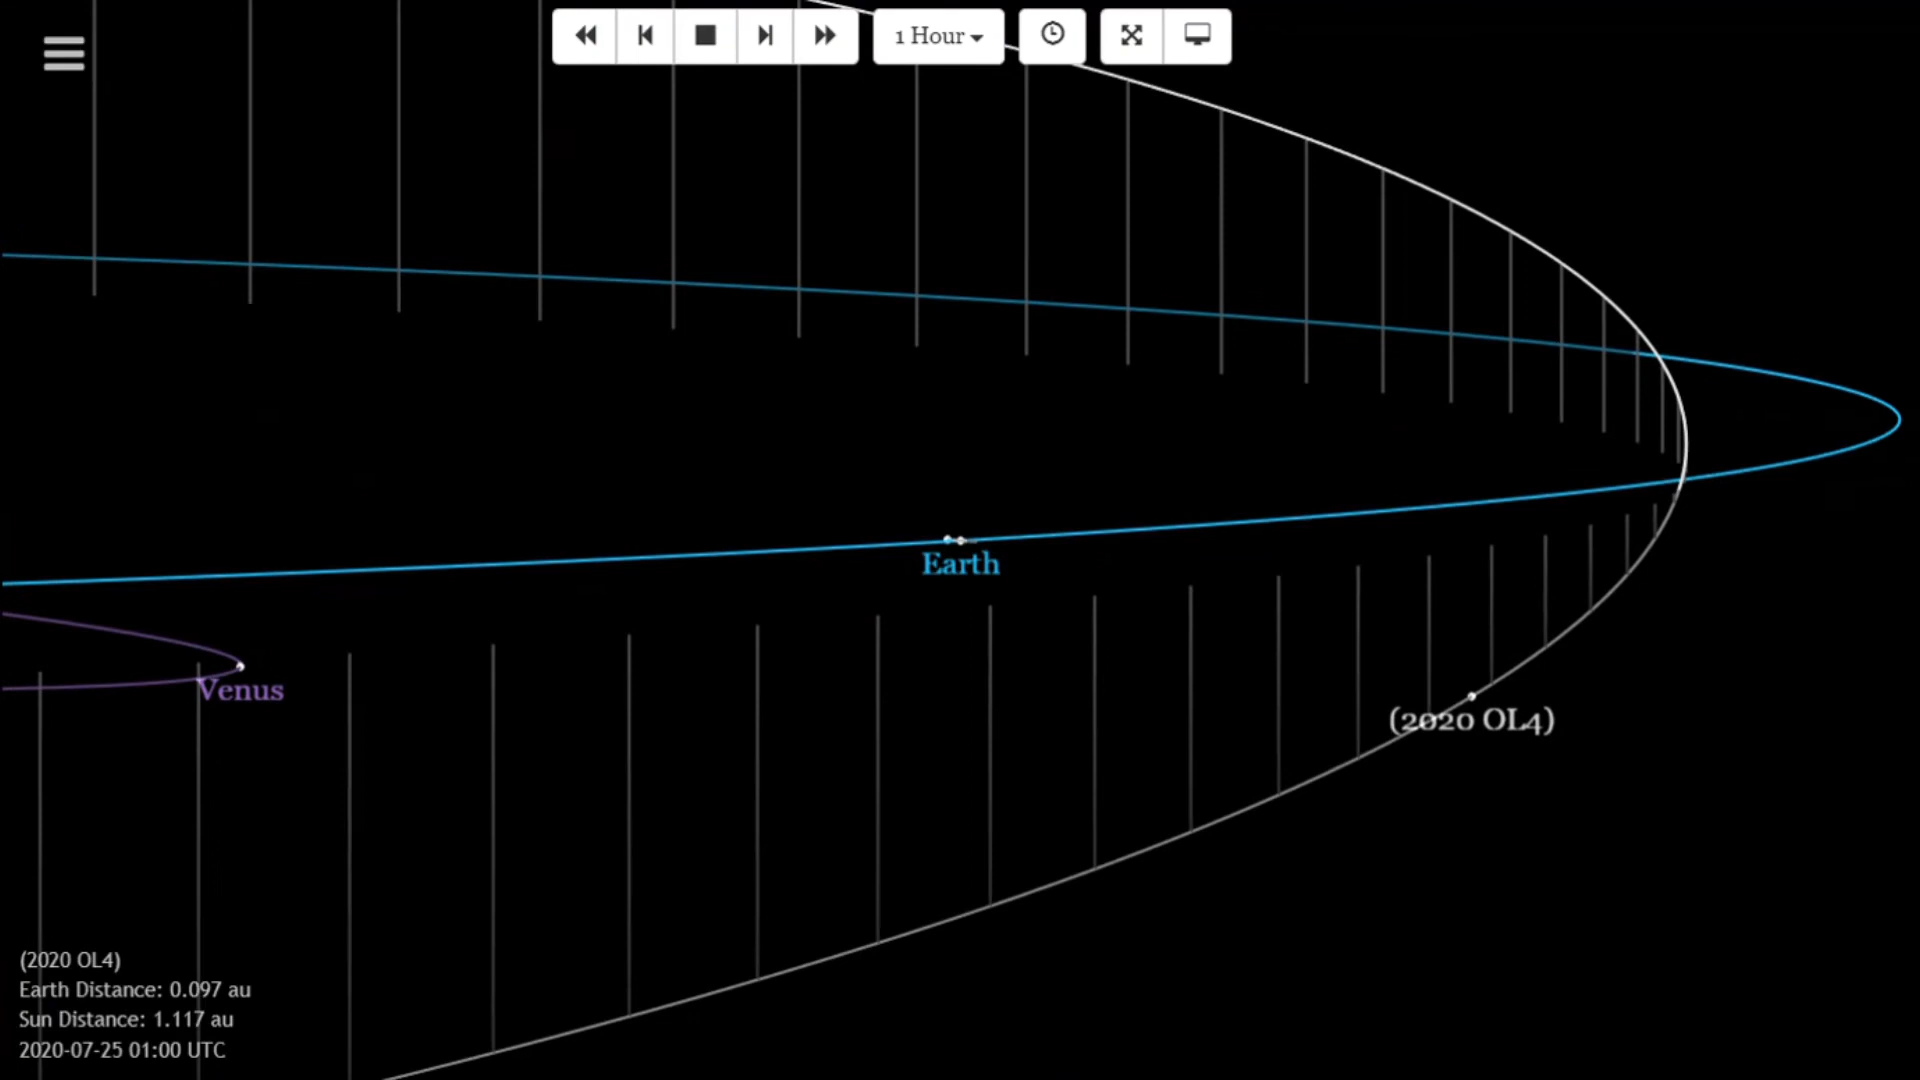 1 Hour
Earth
Venus
(2020 OL4)
(2020 OL4)
Earth Distance: 0.097 au
Sun Distance: 1.117 au
2020-07-25 01:00 UTC